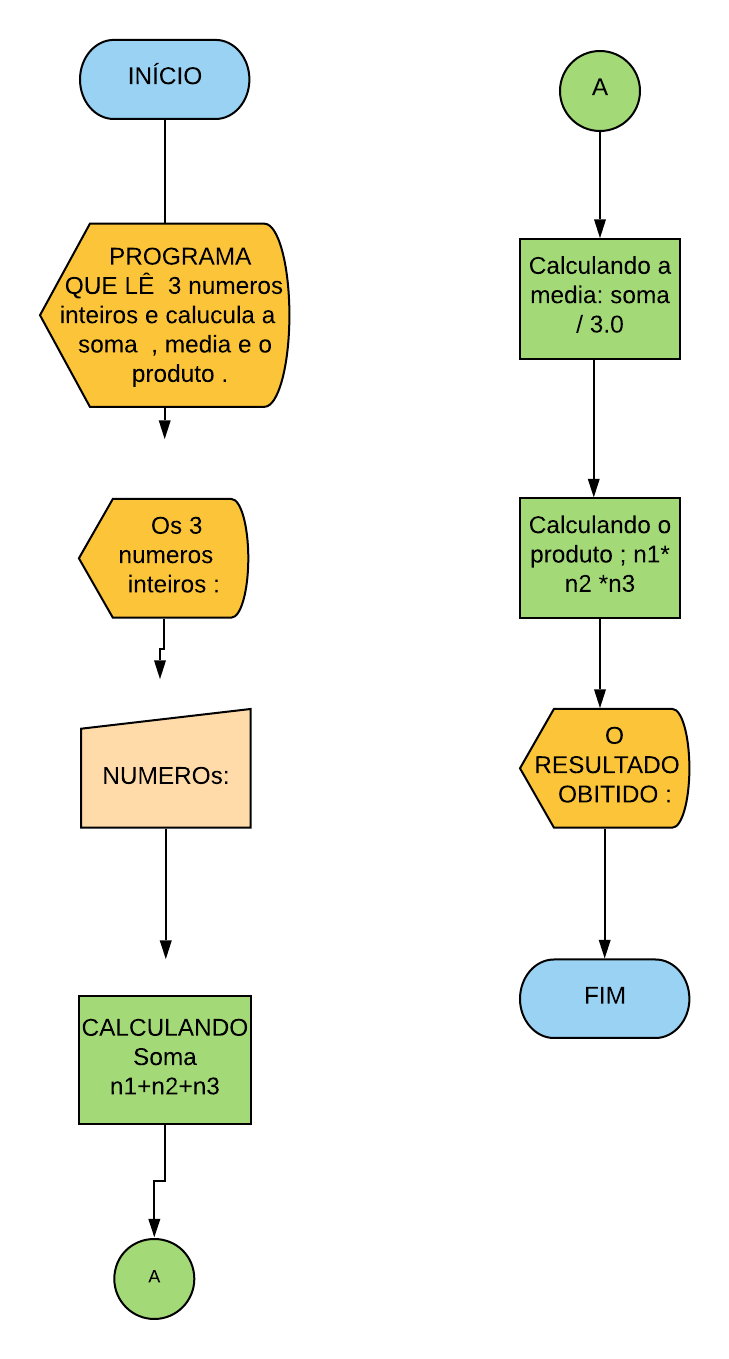 INÍCIO
PROGRAMA
QUE LÊ 3 numeros
inteiros e calucula a
soma , media e o
produto .
Os 3
numeros
inteiros :
NUMEROs:
CALCULANDO
Soma
n1+n2+n3
A
A
Calculando a
media: soma
/ 3.0
Calculando o
produto ; n1*
n2 *n3
O
RESULTADO
OBITIDO :
FIM